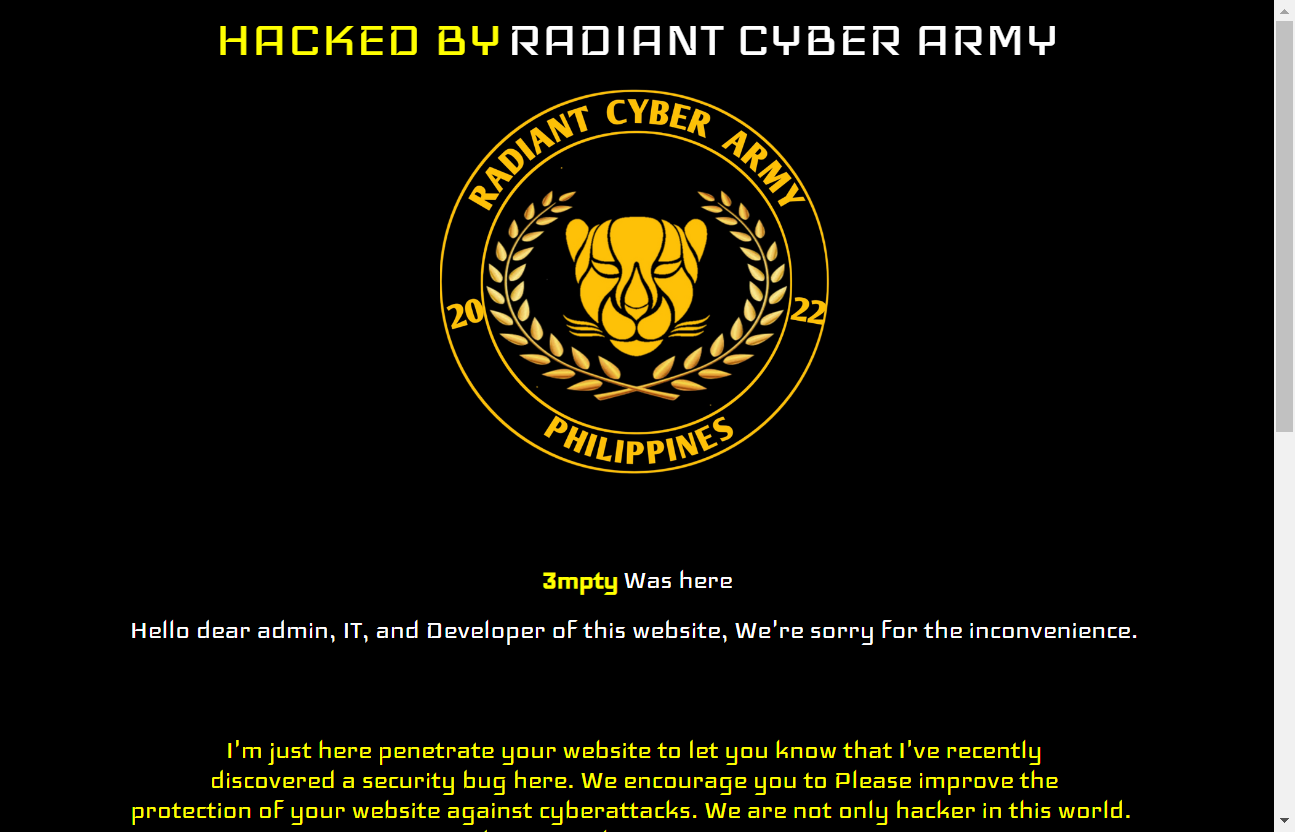 HACKED BY RADIANT CYBER ARMY
RADIANT CYBER ARMY
20 22
PHILIPPINES
3mpty Was here
Hello dear admin, IT, and Developer of this website, We're sorry for the inconvenience.
I'm just here penetrate your website to let you know that I've recently
discovered a security bug here. We encourage you to Please improve the
protection of your website against cyberattacks. We are not only hacker in this world.